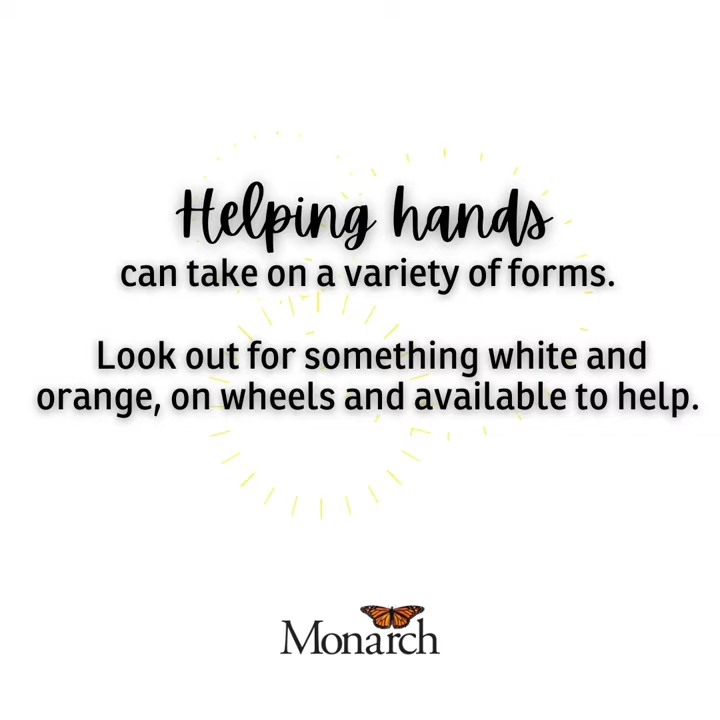 Helping hands
can take on a variety of forms.
Look out for something white and
orange, on wheels and available to help.
Monarch